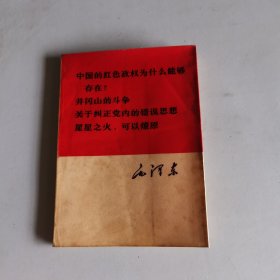 中国的红色政权为什么能够
存在？
井冈山的斗争
关于纠正党内的错误思想
星星之火，可以燎原
毛泽东